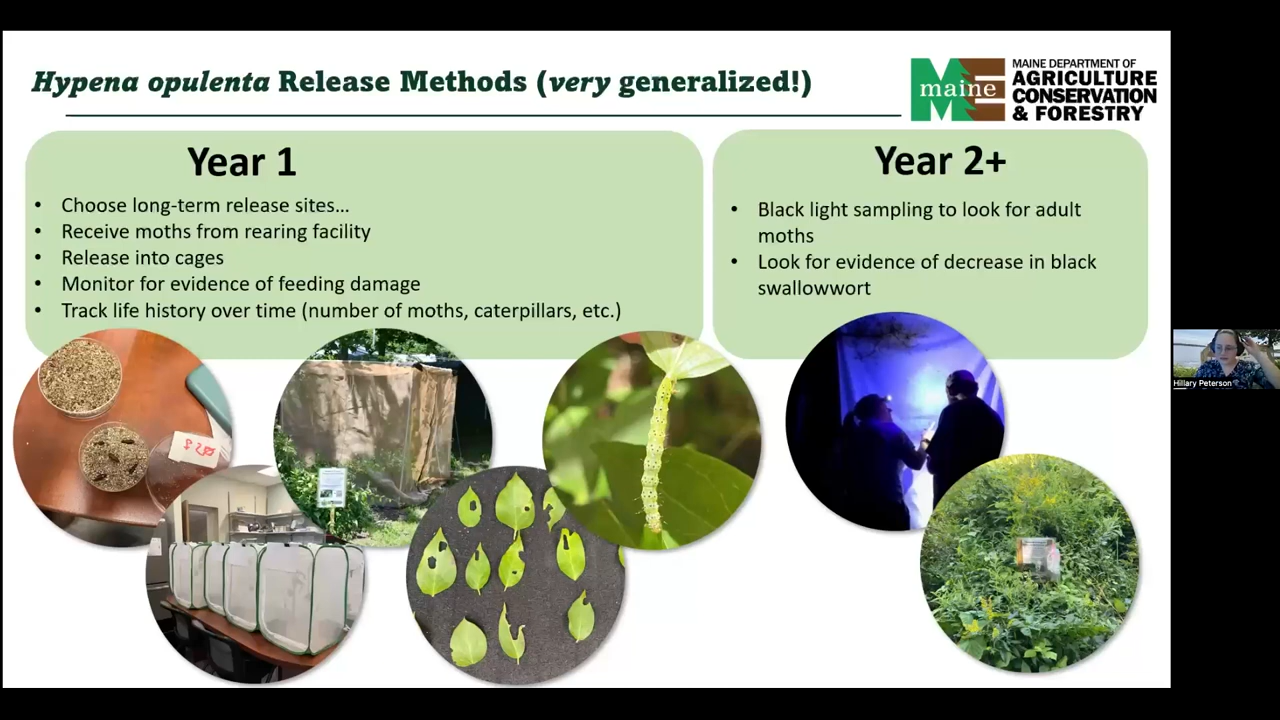 Hypena opulenta Release Methods (very generalized!)
maine
MAINE DEPARTMENT OF
AGRICULTURE
CONSERVATION
& FORESTRY
Year 1
• Choose long-term release sites…
• Receive moths from rearing facility
• Release into cages
• Monitor for evidence of feeding damage
• Track life history over time (number of moths, caterpillars, etc.)
Year 2+
• Black light sampling to look for adult
moths
• Look for evidence of decrease in black
swallowwort
Hillary Peterson